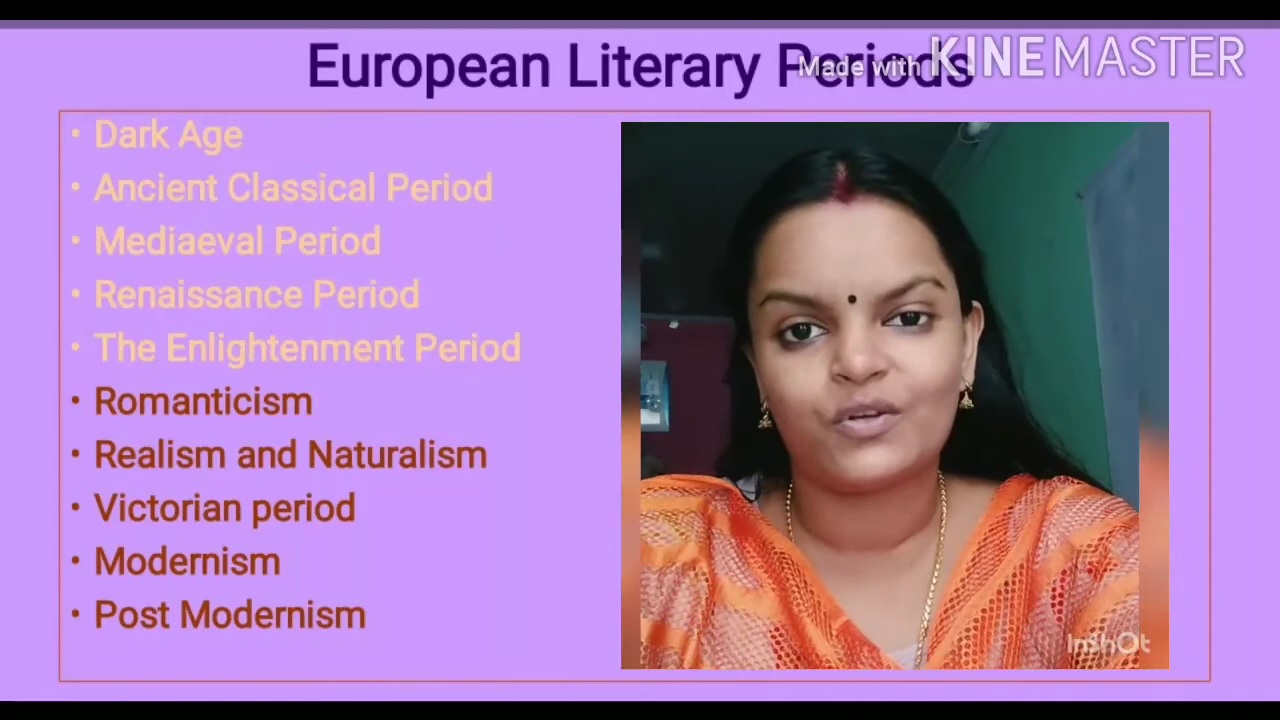 European Literary Periods
Made with KINEMASTER
• Dark Age
• Ancient Classical Period
• Mediaeval Period
• Renaissance Period
• The Enlightenment Period
• Romanticism
• Realism and Naturalism
• Victorian period
• Modernism
• Post Modernism
InShOt